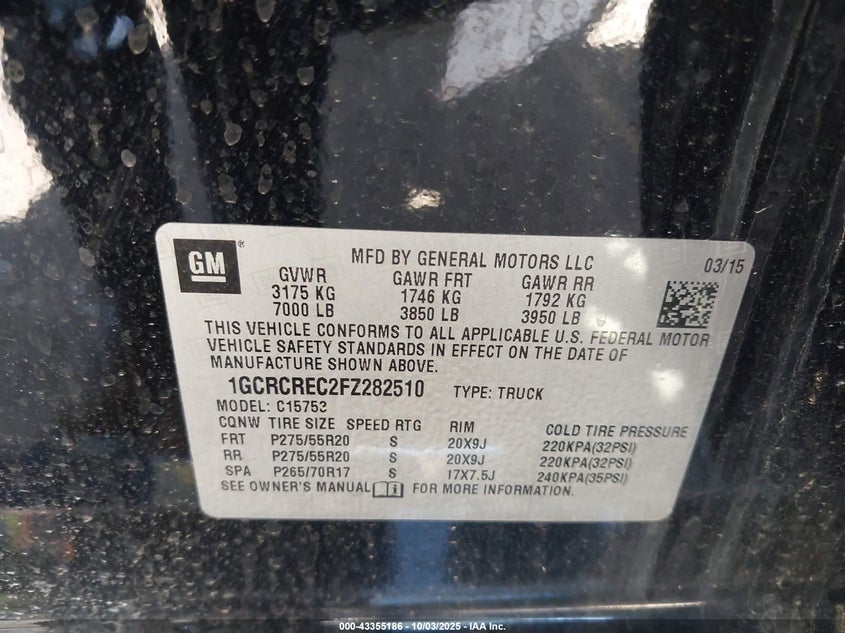 GM
MFD BY GENERAL MOTORS LLC 03/15
GVWR GAWR FRT GAWR RR
3175 KG 1746 KG 1792 KG
7000 LB 3850 LB 3950 LB
THIS VEHICLE CONFORMS TO ALL APPLICABLE U.S. FEDERAL MOTOR
VEHICLE SAFETY STANDARDS IN EFFECT ON THE DATE OF
MANUFACTURE SHOWN ABOVE.
1GCRCREC2FZ282510 TYPE: TRUCK
MODEL: C15753
CQNW TIRE SIZE SPEED RTG RIM COLD TIRE PRESSURE
FRT P275/55R20 S 20X9J 220KPA(32PSI)
RR P275/55R20 S 20X9J 220KPA(32PSI)
SPA P265/70R17 S 17X7.5J 240KPA(35PSI)
SEE OWNER'S MANUAL FOR MORE INFORMATION.
000-43355186 - 10/03/2025 - IAA Inc.